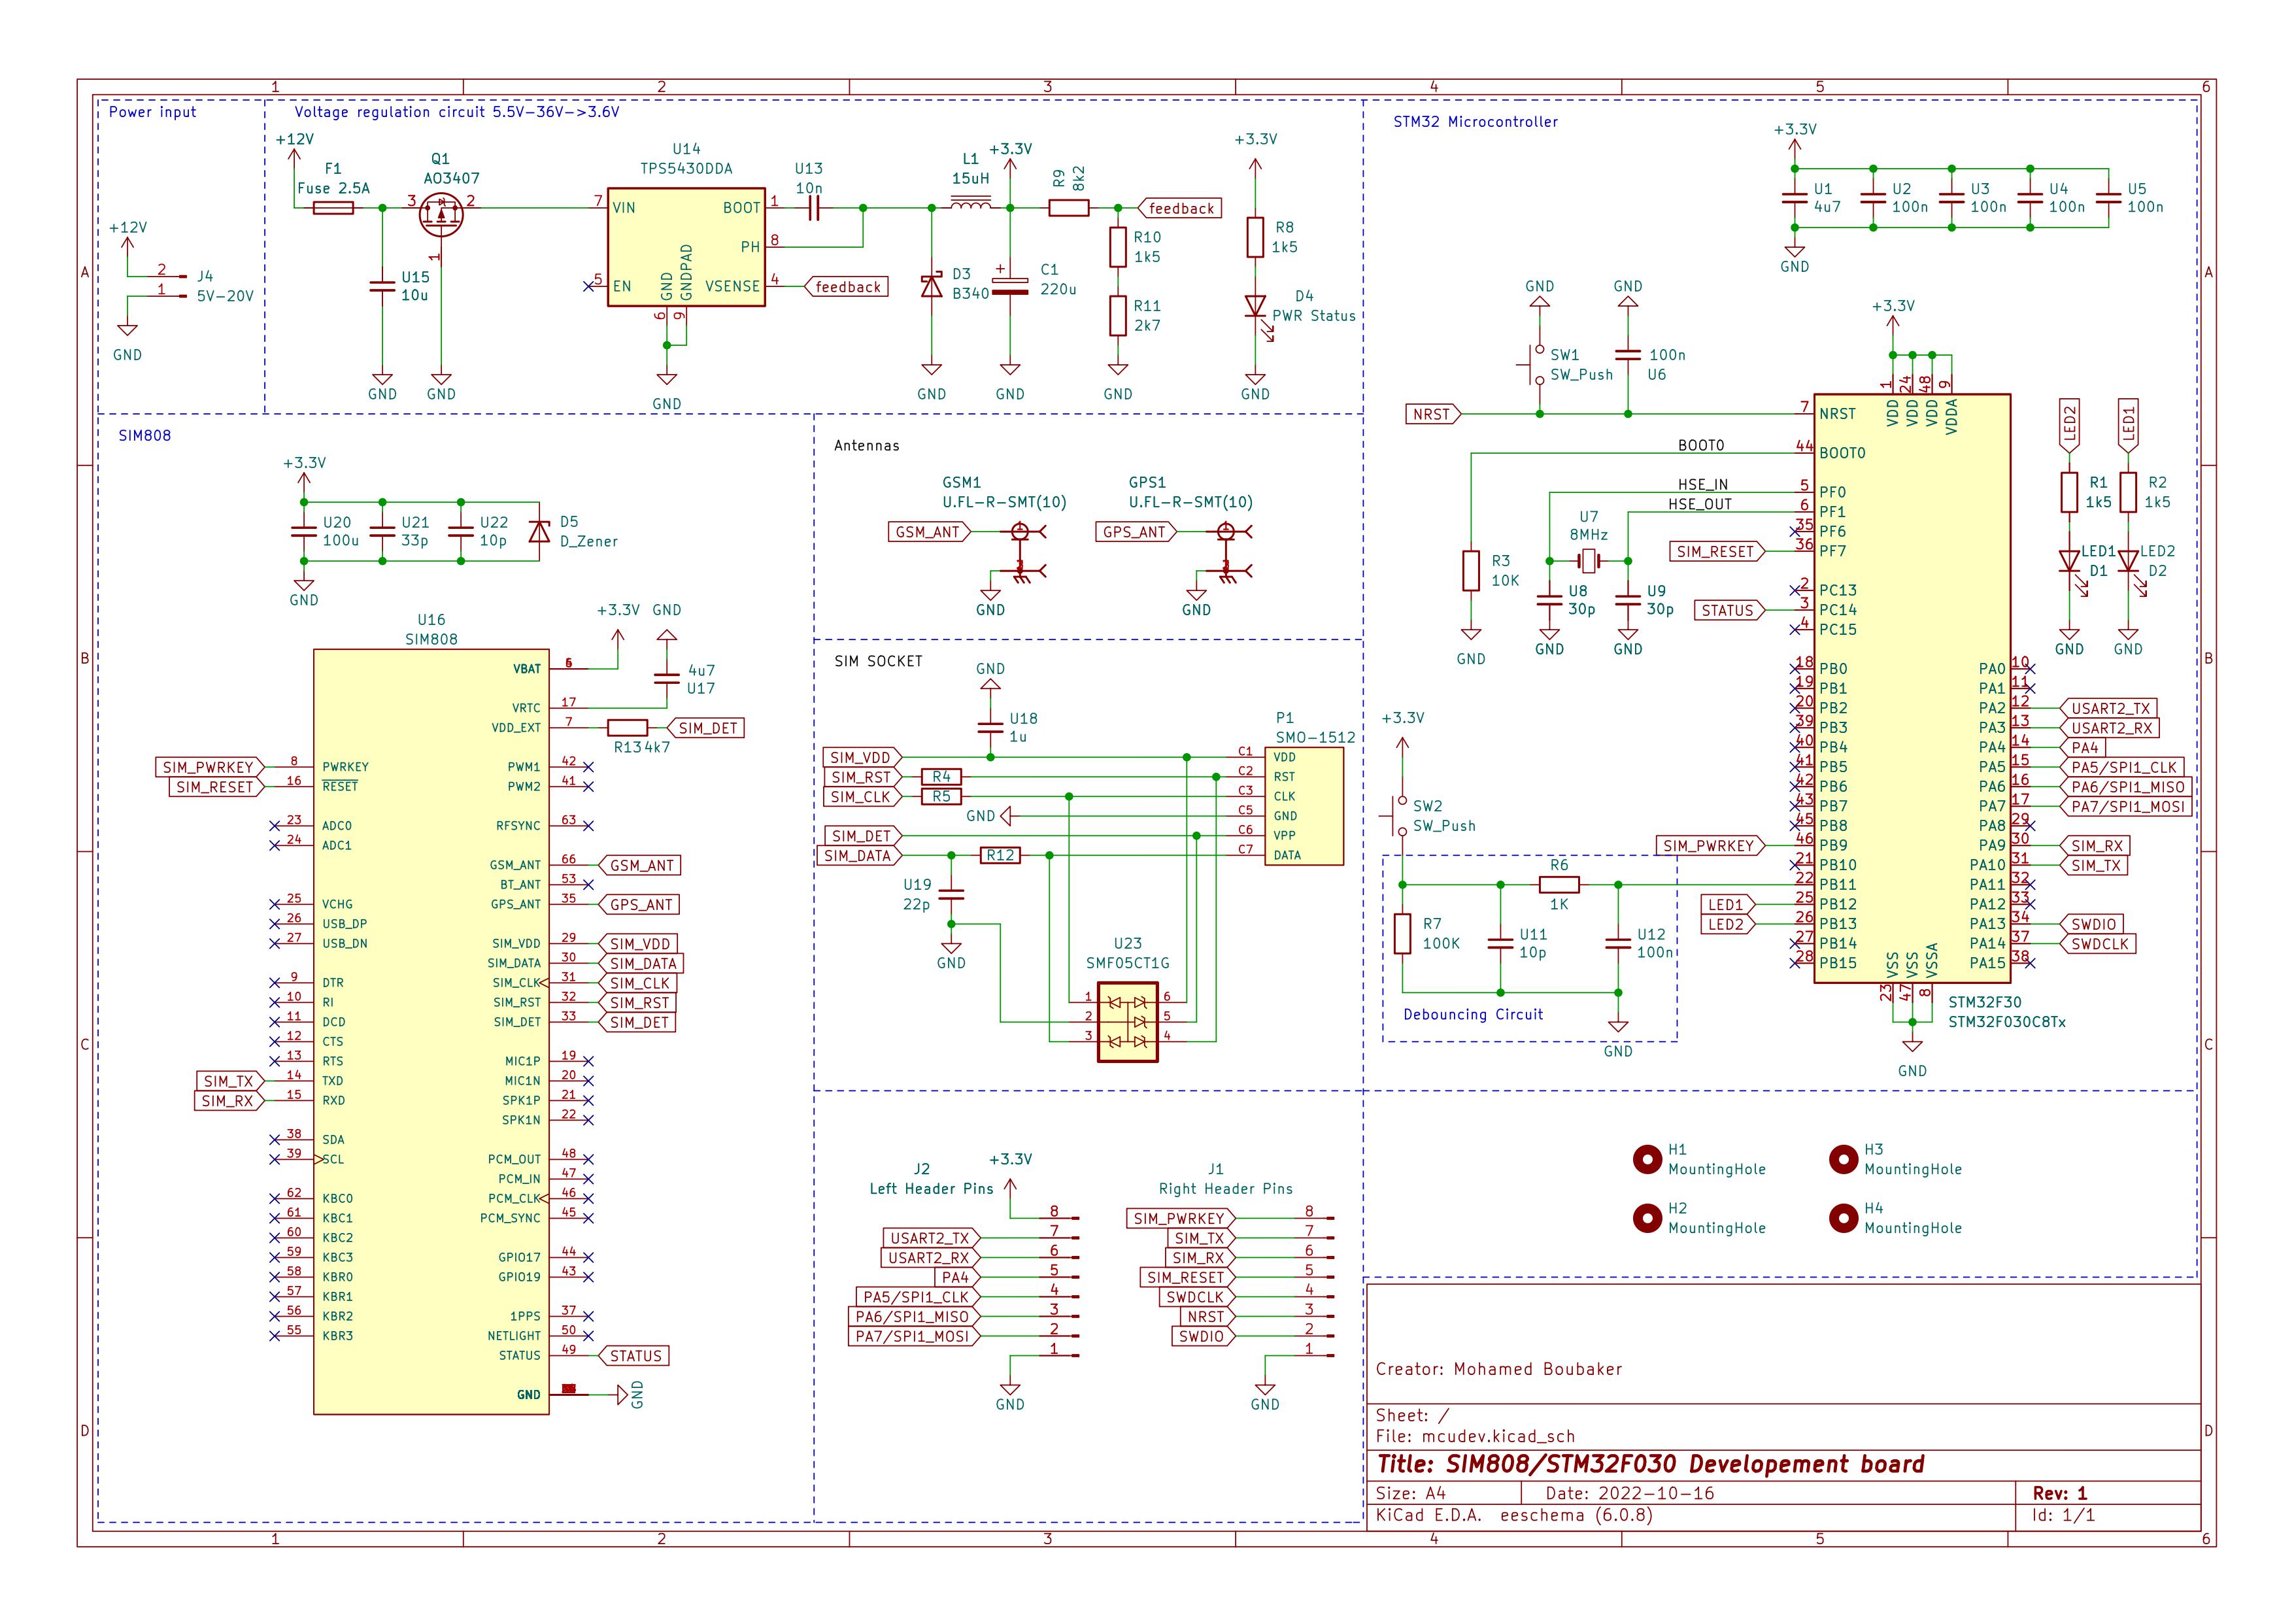 1 2 3 4 5 6
A
B
C
D
Power input
+12V
J4
2
1
5V-20V
GND
Voltage regulation circuit 5.5V-36V->3.6V
+12V
F1
Fuse 2.5A
Q1
AO3407
3
2
1
U15
10u
GND
GND
U14
TPS5430DDA
7 VIN
5 EN
BOOT 1
PH 8
VSENSE 4
GND 6
GNDPAD 9
GND
U13
10n
feedback
L1
15uH
+3.3V
R9
8k2
feedback
D3
B340
C1
220u
R10
1k5
R11
2k7
GND
GND
GND
+3.3V
R8
1k5
D4
PWR Status
GND
SIM808
+3.3V
U20
100u
U21
33p
U22
10p
D5
D_Zener
GND
U16
SIM808
+3.3V
GND
4u7
U17
VBAT
VRTC 17
VDD_EXT 7
R13 4k7
SIM_DET
SIM_PWRKEY 8 PWRKEY
SIM_RESET 16 RESET
23 ADC0
24 ADC1
25 VCHG
26 USB_DP
27 USB_DN
9 DTR
10 RI
11 DCD
12 CTS
13 RTS
SIM_TX 14 TXD
SIM_RX 15 RXD
38 SDA
39 SCL
62 KBC0
61 KBC1
60 KBC2
59 KBC3
58 KBR0
57 KBR1
56 KBR2
55 KBR3
PWM1 42
PWM2 41
RFSYNC 63
GSM_ANT 66 GSM_ANT
BT_ANT 53
GPS_ANT 35 GPS_ANT
SIM_VDD 29 SIM_VDD
SIM_DATA 30 SIM_DATA
SIM_CLK 31 SIM_CLK
SIM_RST 32 SIM_RST
SIM_DET 33 SIM_DET
MIC1P 19
MIC1N 20
SPK1P 21
SPK1N 22
PCM_OUT 48
PCM_IN 47
PCM_CLK 46
PCM_SYNC 45
GPIO17 44
GPIO19 43
1PPS 37
NETLIGHT 50
STATUS 49 STATUS
GND GND
Antennas
GSM1
U.FL-R-SMT(10)
GSM_ANT
GND
GPS1
U.FL-R-SMT(10)
GPS_ANT
GND
SIM SOCKET
GND
U18
1u
P1
SMO-1512
SIM_VDD C1 VDD
SIM_RST R4 C2 RST
SIM_CLK R5 C3 CLK
GND C5 GND
SIM_DET C6 VPP
SIM_DATA R12 C7 DATA
U19
22p
GND
U23
SMF05CT1G
1 6
2 5
3 4
J2
Left Header Pins
+3.3V
8
USART2_TX 7
USART2_RX 6
PA4 5
PA5/SPI1_CLK 4
PA6/SPI1_MISO 3
PA7/SPI1_MOSI 2
1
GND
J1
Right Header Pins
SIM_PWRKEY 8
SIM_TX 7
SIM_RX 6
SIM_RESET 5
SWDCLK 4
NRST 3
SWDIO 2
1
GND
STM32 Microcontroller
+3.3V
U1
4u7
U2
100n
U3
100n
U4
100n
U5
100n
GND
GND
GND
SW1
SW_Push
100n
U6
NRST
+3.3V
1 VDD
24 VDD
48 VDD
9 VDDA
7 NRST
BOOT0 44 BOOT0
HSE_IN 5 PF0
HSE_OUT 6 PF1
35 PF6
SIM_RESET 36 PF7
2 PC13
STATUS 3 PC14
4 PC15
18 PB0
19 PB1
20 PB2
39 PB3
40 PB4
41 PB5
42 PB6
43 PB7
45 PB8
SIM_PWRKEY 46 PB9
21 PB10
22 PB11
LED1 25 PB12
LED2 26 PB13
27 PB14
28 PB15
PA0 10
PA1 11
PA2 12 USART2_TX
PA3 13 USART2_RX
PA4 14 PA4
PA5 15 PA5/SPI1_CLK
PA6 16 PA6/SPI1_MISO
PA7 17 PA7/SPI1_MOSI
PA8 29
PA9 30 SIM_RX
PA10 31 SIM_TX
PA11 32
PA12 33
PA13 34 SWDIO
PA14 37 SWDCLK
PA15 38
VSS 23
VSS 47
VSSA 8
STM32F30
STM32F030C8Tx
GND
U7
8MHz
R3
10K
U8
30p
U9
30p
GND
GND
GND
LED2
LED1
R1
1k5
R2
1k5
LED1
D1
LED2
D2
GND
GND
+3.3V
SW2
SW_Push
R6
1K
R7
100K
U11
10p
U12
100n
Debouncing Circuit
GND
H1
MountingHole
H3
MountingHole
H2
MountingHole
H4
MountingHole
Creator: Mohamed Boubaker
Sheet: /
File: mcudev.kicad_sch
Title: SIM808/STM32F030 Developement board
Size: A4 Date: 2022-10-16 Rev: 1
KiCad E.D.A. eeschema (6.0.8) Id: 1/1
A
B
C
D
1 2 3 4 5 6